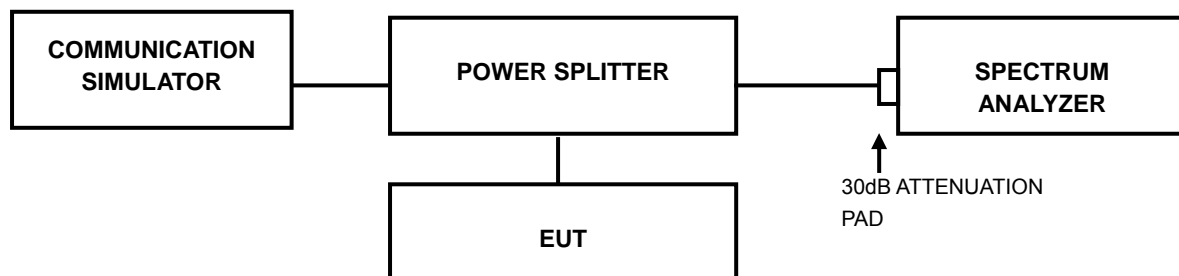 COMMUNICATION
SIMULATOR
POWER SPLITTER
SPECTRUM
ANALYZER
30dB ATTENUATION
PAD
EUT